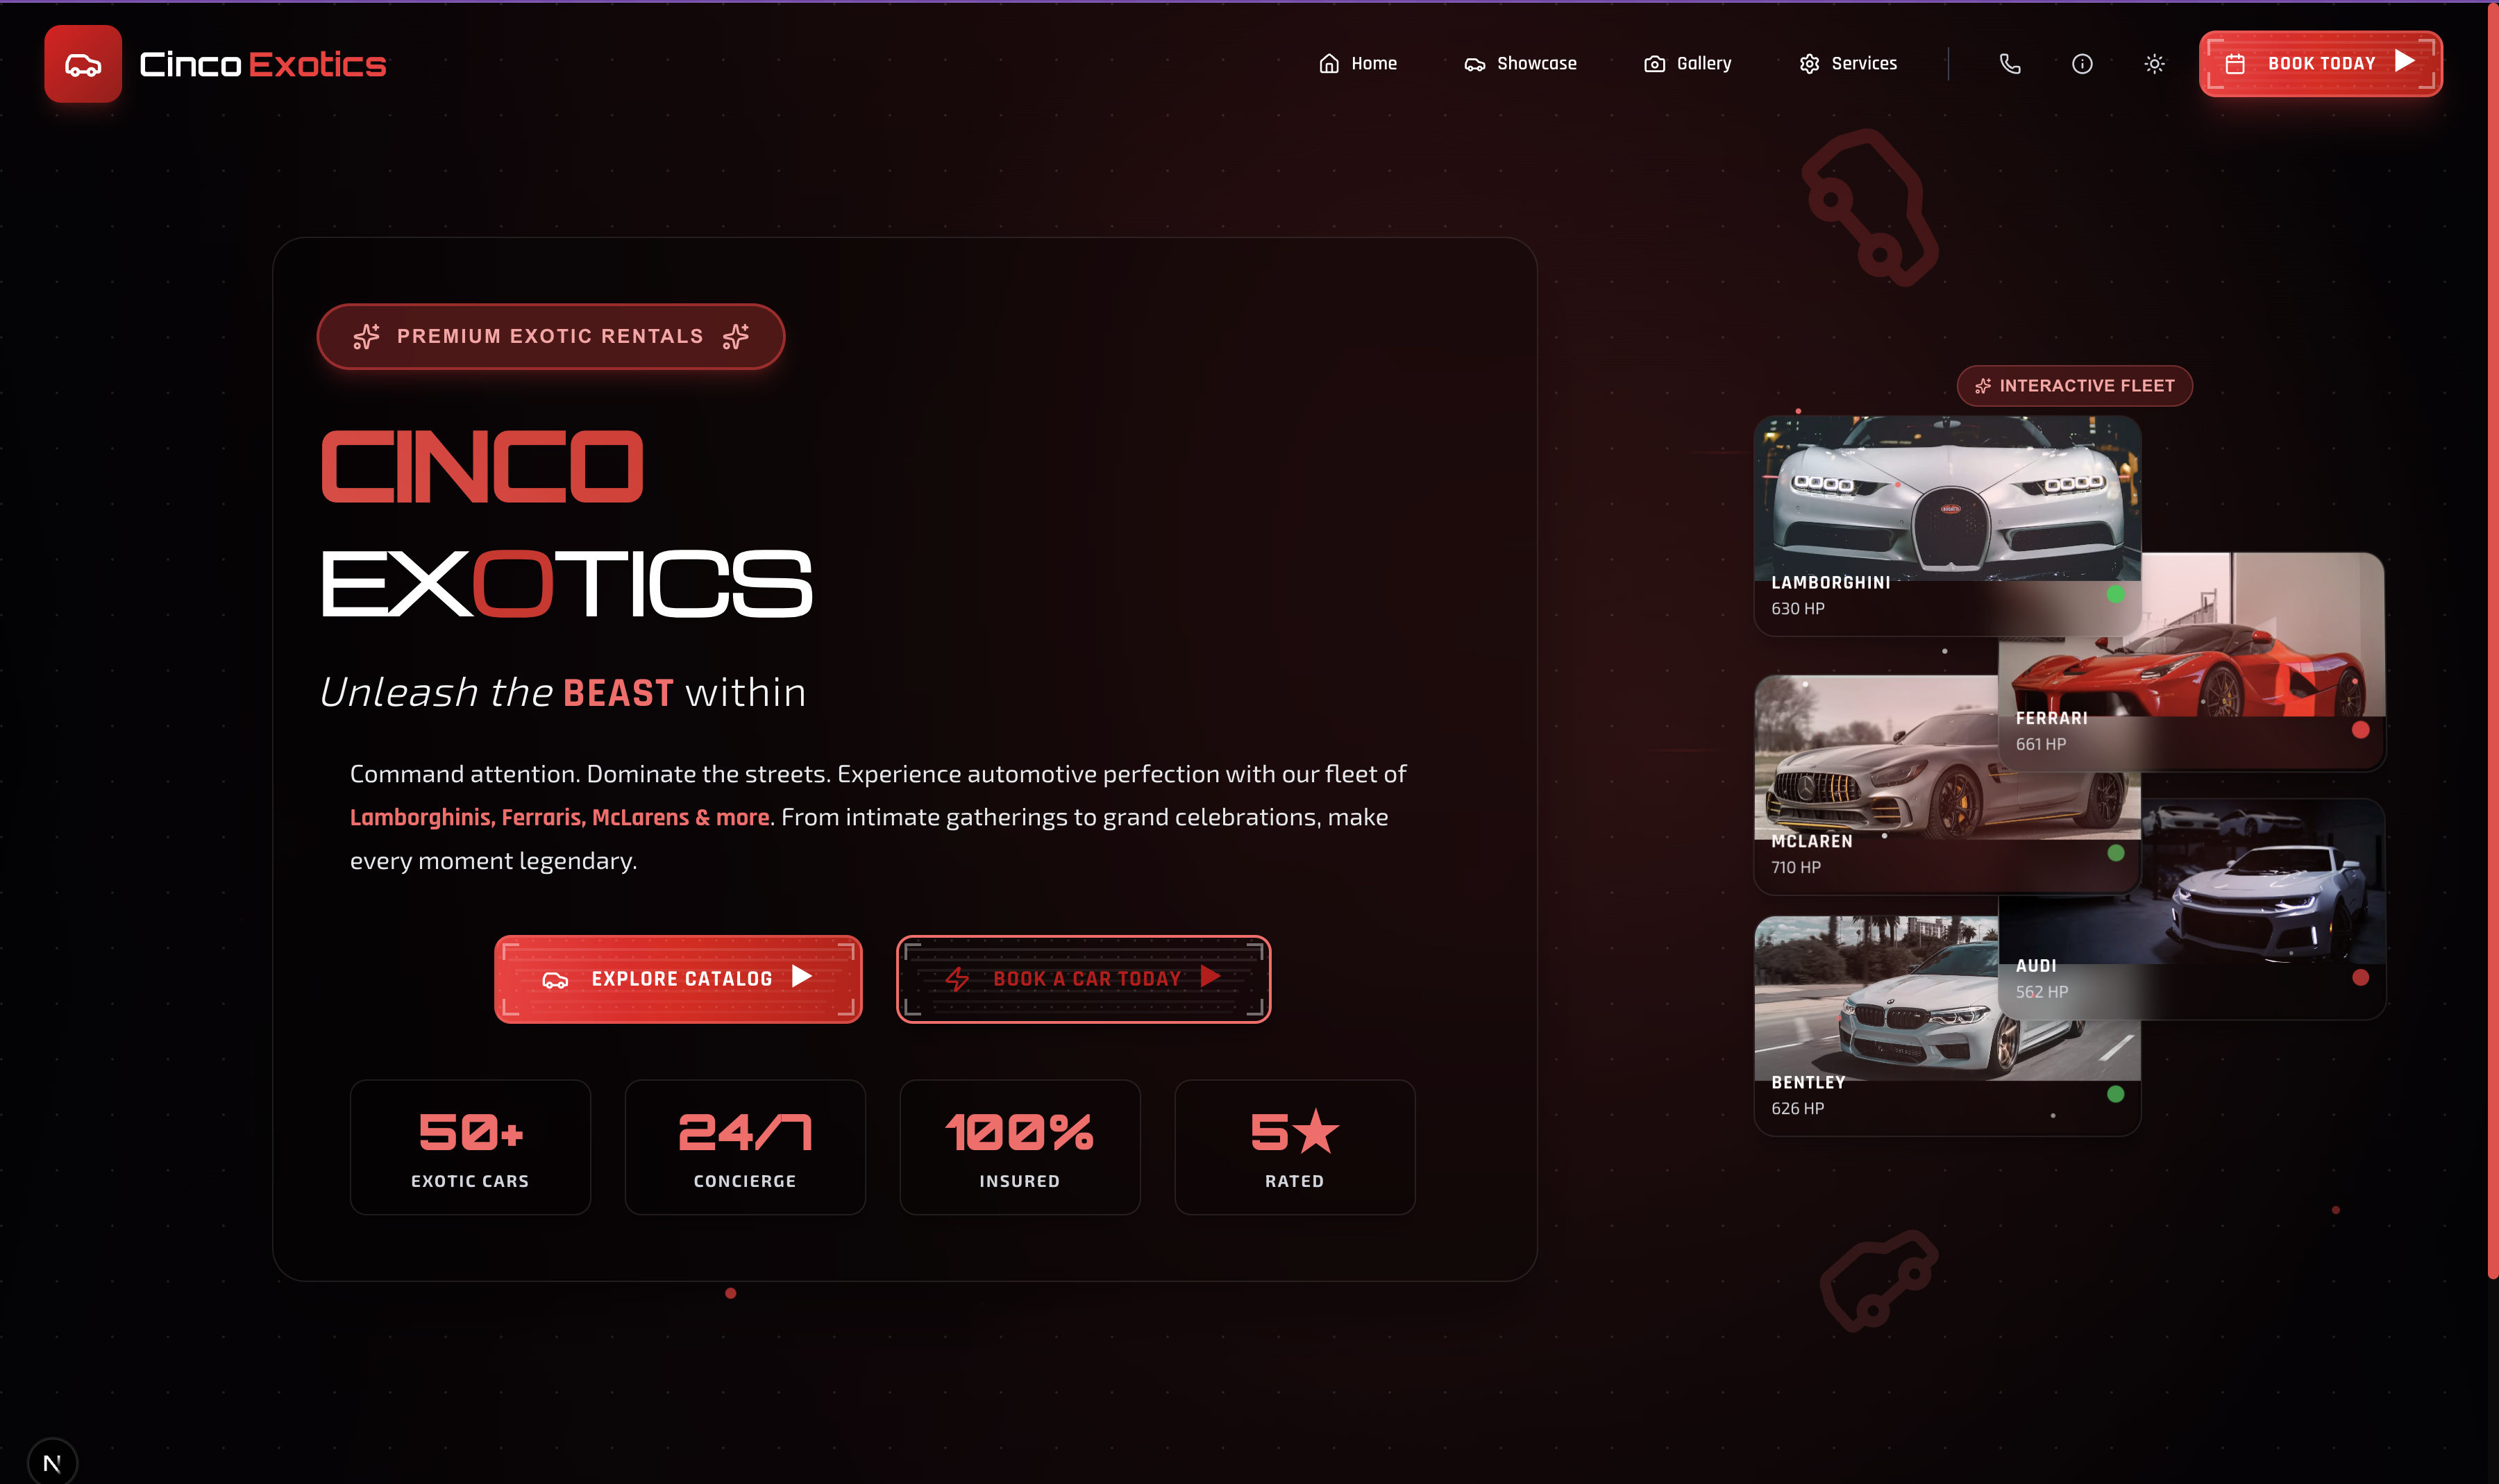 Cinco Exotics
Home
Showcase
Gallery
Services
BOOK TODAY
PREMIUM EXOTIC RENTALS
CINCO
EXOTICS
Unleash the BEAST within
Command attention. Dominate the streets. Experience automotive perfection with our fleet of
Lamborghinis, Ferraris, McLarens & more. From intimate gatherings to grand celebrations, make
every moment legendary.
EXPLORE CATALOG
BOOK A CAR TODAY
50+
EXOTIC CARS
24/7
CONCIERGE
100%
INSURED
5★
RATED
INTERACTIVE FLEET
LAMBORGHINI
630 HP
FERRARI
661 HP
MCLAREN
710 HP
AUDI
562 HP
BENTLEY
626 HP
N